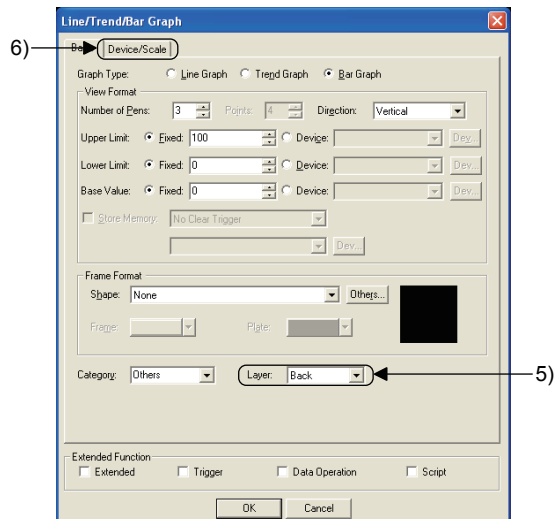 Line/Trend/Bar Graph
6)
Ba Device/Scale
Graph Type: Line Graph Trend Graph Bar Graph
View Format
Number of Pens: 3 Points: 4 Direction: Vertical
Upper Limit: Fixed: 100 Device: Dev...
Lower Limit: Fixed: 0 Device: Dev...
Base Value: Fixed: 0 Device: Dev...
Store Memory: No Clear Trigger
Dev...
Frame Format
Shape: None Others...
Frame: Plate:
Category: Others Layer: Back
5)
Extended Function
Extended Trigger Data Operation Script
OK Cancel